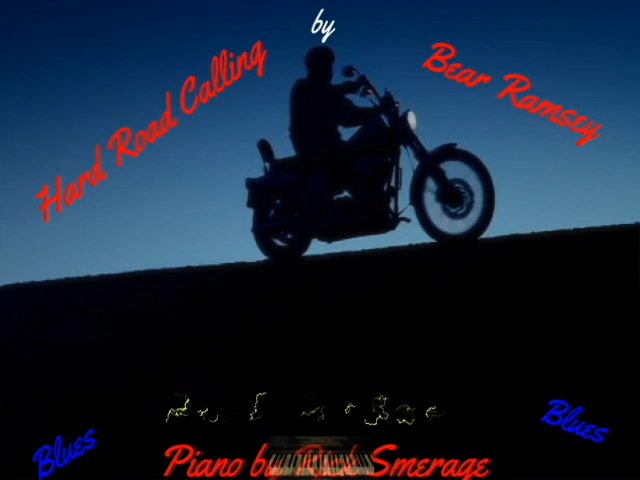 by
Hard Road Calling
Bear Ramsey
Blues
Blues
Piano by Smerage